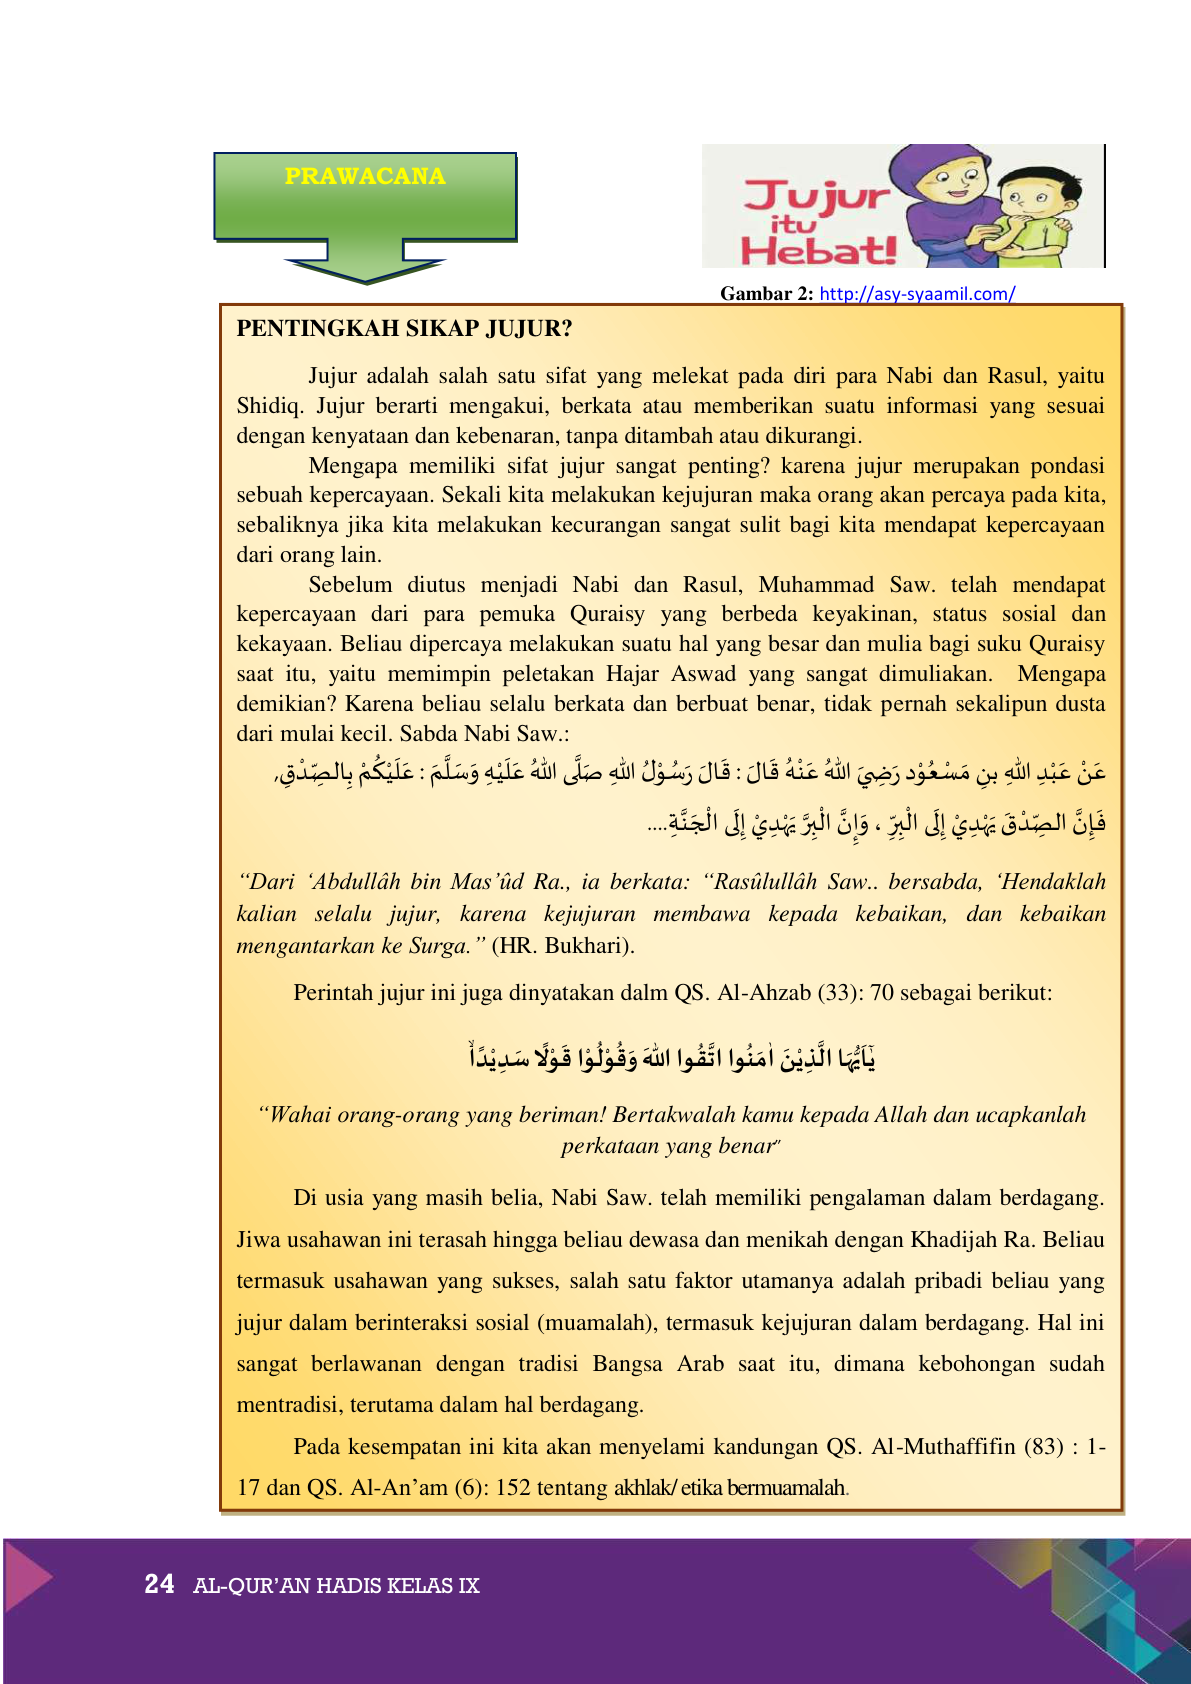 PRAWACANA
Jujur
itu
Hebat!
Gambar 2: http://asy-syaamil.com/
PENTINGKAH SIKAP JUJUR?
Jujur adalah salah satu sifat yang melekat pada diri para Nabi dan Rasul, yaitu
Shidiq. Jujur berarti mengakui, berkata atau memberikan suatu informasi yang sesuai
dengan kenyataan dan kebenaran, tanpa ditambah atau dikurangi.
Mengapa memiliki sifat jujur sangat penting? karena jujur merupakan pondasi
sebuah kepercayaan. Sekali kita melakukan kejujuran maka orang akan percaya pada kita,
sebaliknya jika kita melakukan kecurangan sangat sulit bagi kita mendapat kepercayaan
dari orang lain.
Sebelum diutus menjadi Nabi dan Rasul, Muhammad Saw. telah mendapat
kepercayaan dari para pemuka Quraisy yang berbeda keyakinan, status sosial dan
kekayaan. Beliau dipercaya melakukan suatu hal yang besar dan mulia bagi suku Quraisy
saat itu, yaitu memimpin peletakan Hajar Aswad yang sangat dimuliakan. Mengapa
demikian? Karena beliau selalu berkata dan berbuat benar, tidak pernah sekalipun dusta
dari mulai kecil. Sabda Nabi Saw.:
عَنْ عَبْدِ اللهِ بنِ مَسْعُوْد رَضِيَ اللهُ عَنْهُ قَالَ : قَالَ رَسُوْلُ اللهِ صَلَّى اللهُ عَلَيْهِ وَسَلَّمَ : عَلَيْكُمْ بِالصِّدْقِ,
فَإِنَّ الصِّدْقَ يَهْدِيْ إِلَى الْبِرِّ ، وَإِنَّ الْبِرَّ يَهْدِيْ إِلَى الْجَنَّةِ....
“Dari ‘Abdullâh bin Mas’ûd Ra., ia berkata: “Rasûlullâh Saw.. bersabda, ‘Hendaklah
kalian selalu jujur, karena kejujuran membawa kepada kebaikan, dan kebaikan
mengantarkan ke Surga.” (HR. Bukhari).
Perintah jujur ini juga dinyatakan dalm QS. Al-Ahzab (33): 70 sebagai berikut:
يٰٓاَيُّهَا الَّذِيْنَ اٰمَنُوا اتَّقُوا اللهَ وَقُوْلُوْا قَوْلًا سَدِيْدًاۙ
“Wahai orang-orang yang beriman! Bertakwalah kamu kepada Allah dan ucapkanlah
perkataan yang benar”
Di usia yang masih belia, Nabi Saw. telah memiliki pengalaman dalam berdagang.
Jiwa usahawan ini terasah hingga beliau dewasa dan menikah dengan Khadijah Ra. Beliau
termasuk usahawan yang sukses, salah satu faktor utamanya adalah pribadi beliau yang
jujur dalam berinteraksi sosial (muamalah), termasuk kejujuran dalam berdagang. Hal ini
sangat berlawanan dengan tradisi Bangsa Arab saat itu, dimana kebohongan sudah
mentradisi, terutama dalam hal berdagang.
Pada kesempatan ini kita akan menyelami kandungan QS. Al-Muthaffifin (83) : 1-
17 dan QS. Al-An’am (6): 152 tentang akhlak/ etika bermuamalah.
24 AL-QUR’AN HADIS KELAS IX